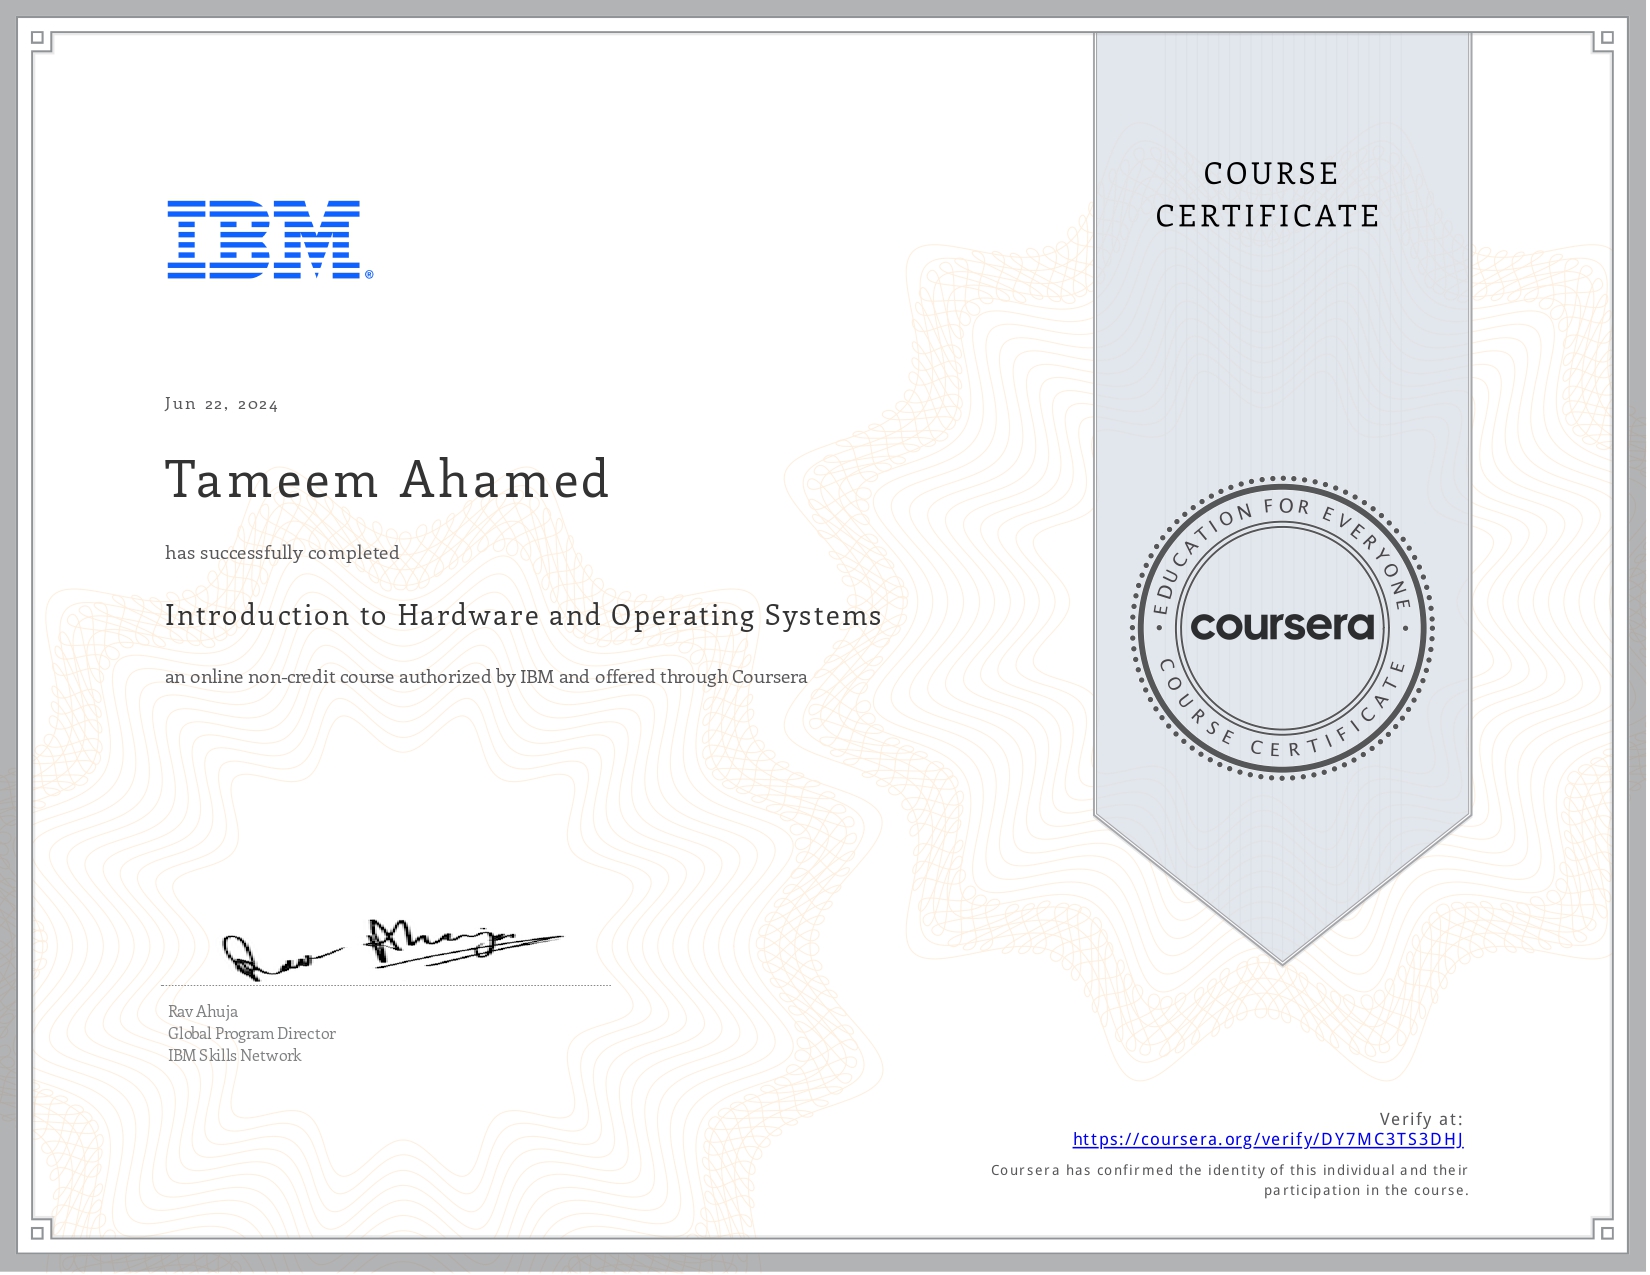 IBM®
COURSE
CERTIFICATE
Jun 22, 2024
Tameem Ahamed
has successfully completed
Introduction to Hardware and Operating Systems
an online non-credit course authorized by IBM and offered through Coursera
EDUCATION FOR EVERYONE
coursera
COURSE CERTIFICATE
Rav Ahuja
Rav Ahuja
Global Program Director
IBM Skills Network
Verify at:
https://coursera.org/verify/DY7MC3TS3DHJ
Coursera has confirmed the identity of this individual and their
participation in the course.